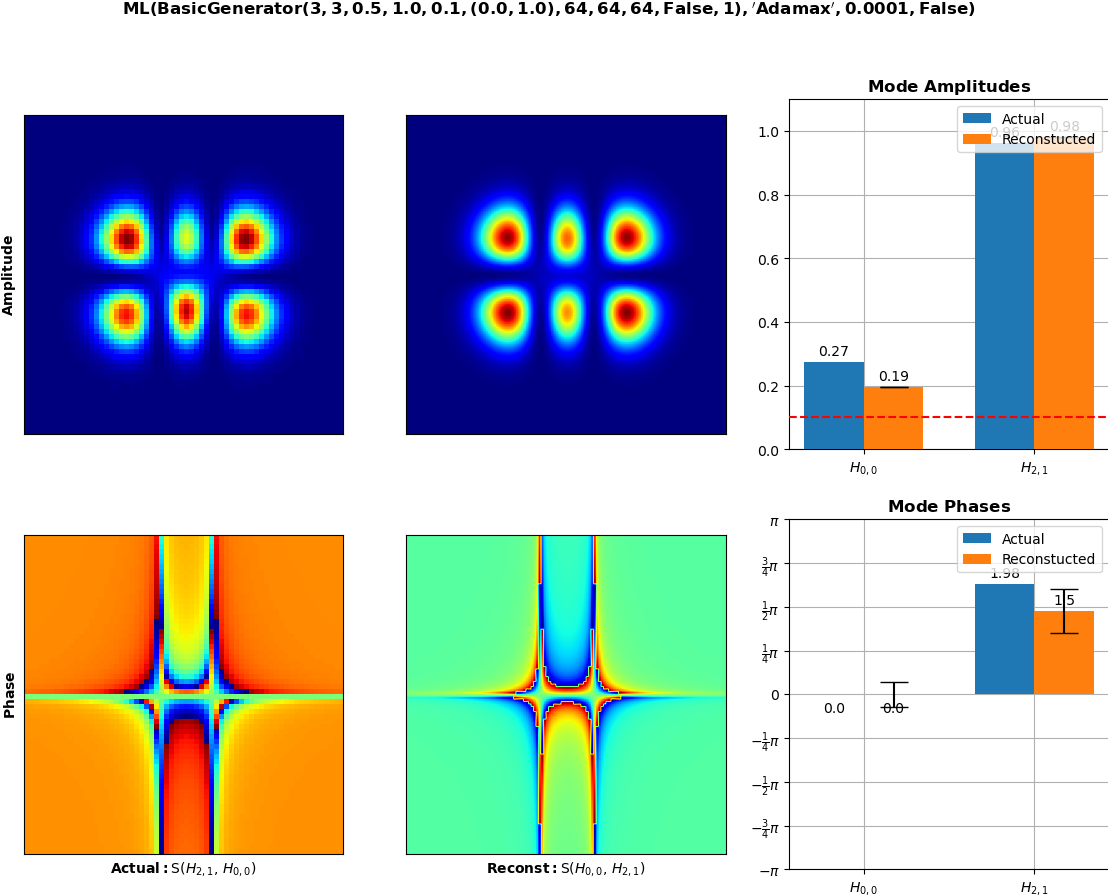 ML(BasicGenerator(3, 3, 0.5, 1.0, 0.1, (0.0, 1.0), 64, 64, 64, False, 1), ′Adamax′, 0.0001, False)
Mode Amplitudes
Amplitude
1.0
0.8
0.6
0.4
0.2
0.0
Actual
Reconstucted
0.27
0.19
0.96
0.98
H0,0
H2,1
Mode Phases
Phase
π
3/4π
1/2π
1/4π
0
−1/4π
−1/2π
−3/4π
−π
Actual
Reconstucted
0.0
0.0
1.98
1.5
H0,0
H2,1
Actual: S(H2,1, H0,0)
Reconst: S(H0,0, H2,1)